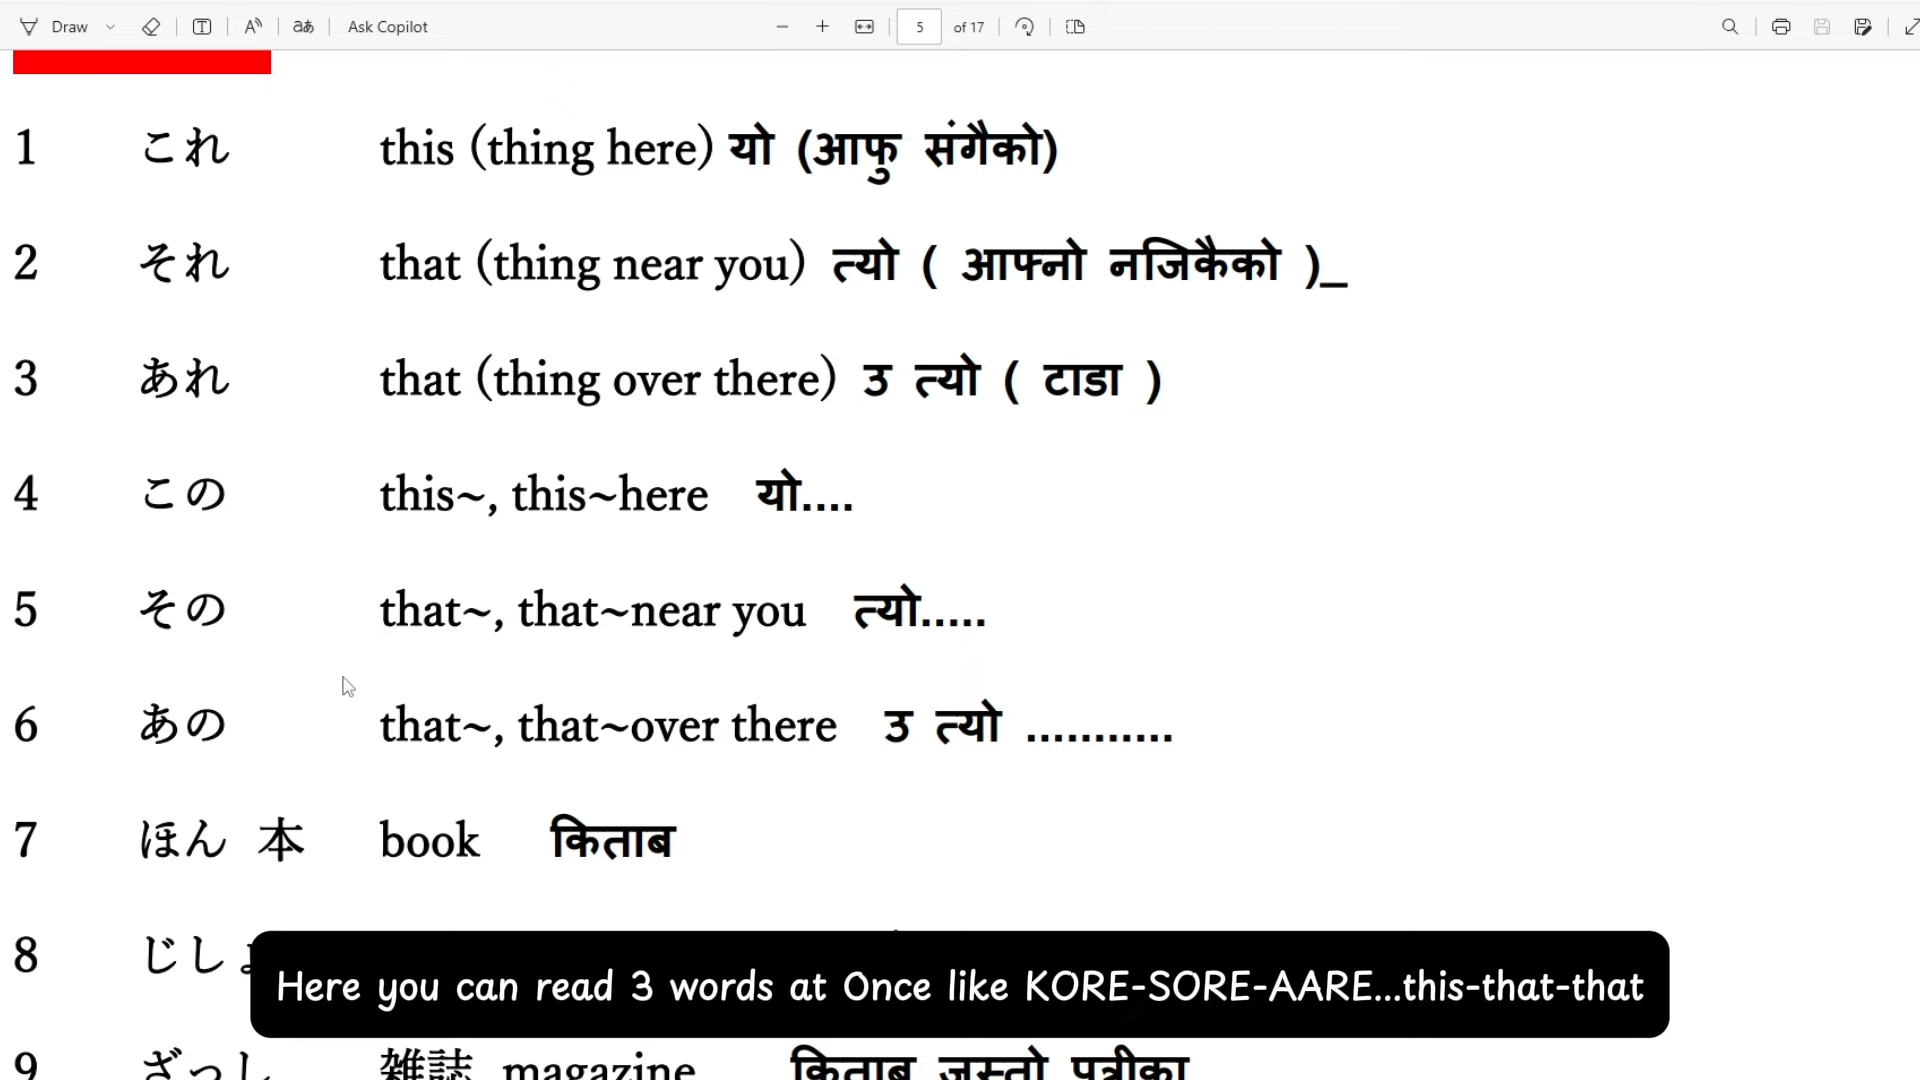 Draw Ask Copilot 5 of 17
1 これ this (thing here) यो (आफु संगैको)
2 それ that (thing near you) त्यो ( आफ्नो नजिकैको )_
3 あれ that (thing over there) उ त्यो ( टाडा )
4 この this~, this~here यो....
5 その that~, that~near you त्यो.....
6 あの that~, that~over there उ त्यो ...........
7 ほん 本 book किताब
8 じし
Here you can read 3 words at Once like KORE-SORE-AARE...this-that-that
9 ざっし 雑誌 magazine किताब जस्तो पत्रीका